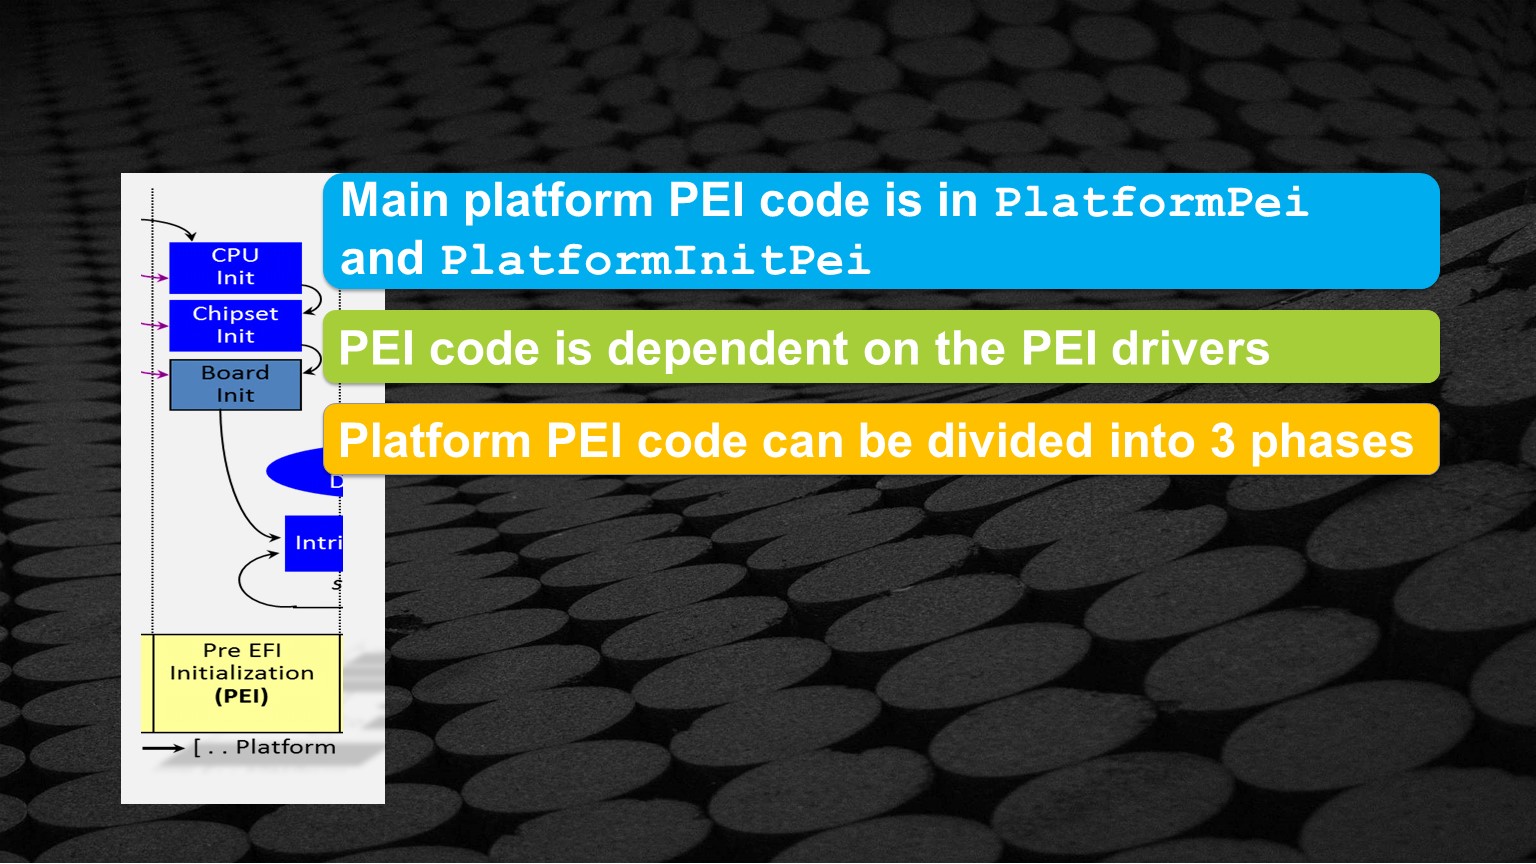 Main platform PEI code is in PlatformPei
and PlatformInitPei
PEI code is dependent on the PEI drivers
Platform PEI code can be divided into 3 phases
CPU
Init
Chipset
Init
Board
Init
D
Intri
s
Pre EFI
Initialization
(PEI)
[ . . Platform